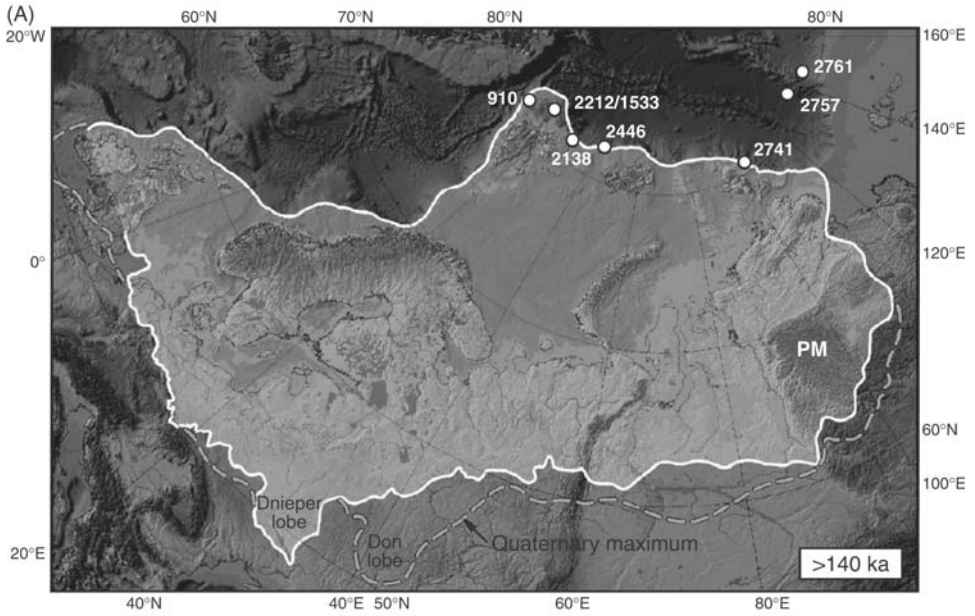 (A)
60°N
70°N
80°N
80°N
20°W
160°E
2761
910
2212/1533
2757
2446
140°E
2138
2741
120°E
0°
PM
60°N
100°E
Dnieper
lobe
Don
lobe
Quaternary maximum
20°E
>140 ka
40N
40°E
50°N
60°E
80°E